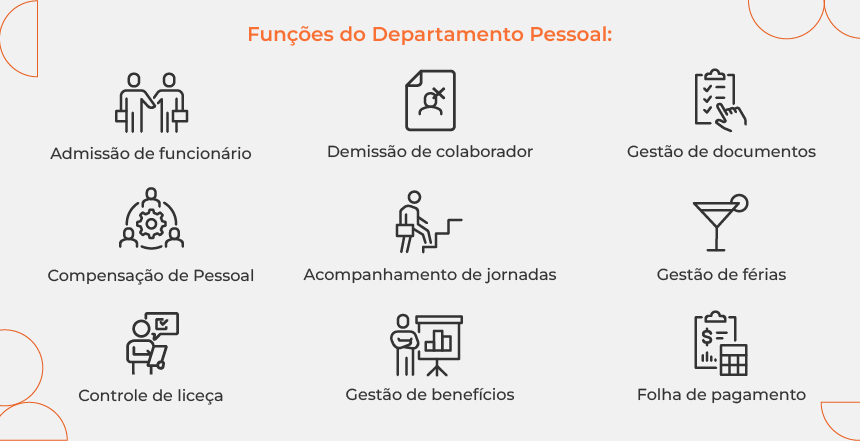 Funções do Departamento Pessoal:
Admissão de funcionário
Demissão de colaborador
Gestão de documentos
Compensação de Pessoal
Acompanhamento de jornadas
Gestão de férias
Controle de liceça
Gestão de benefícios
Folha de pagamento